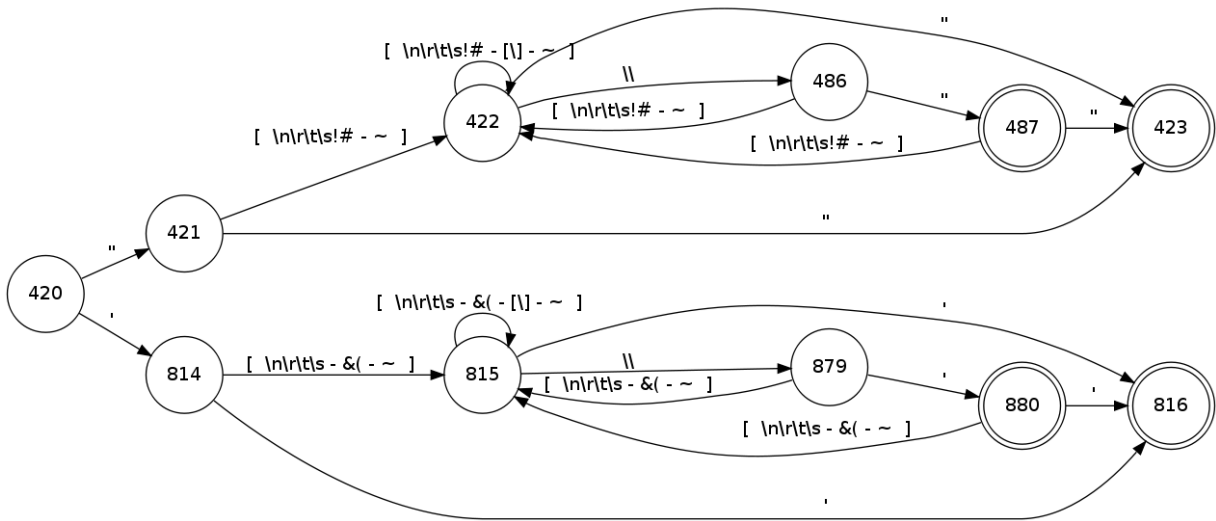 "
[  \n\r\t\s!# - [\] - ~  ]
\\
486
"
[  \n\r\t\s!# - ~  ]
422
487
"
423
[  \n\r\t\s!# - ~  ]
[  \n\r\t\s!# - ~  ]
421
"
"
420
'
[  \n\r\t\s - &( - [\] - ~  ]
'
814
[  \n\r\t\s - &( - ~  ]
815
\\
879
[  \n\r\t\s - &( - ~  ]
'
880
'
816
[  \n\r\t\s - &( - ~  ]
'